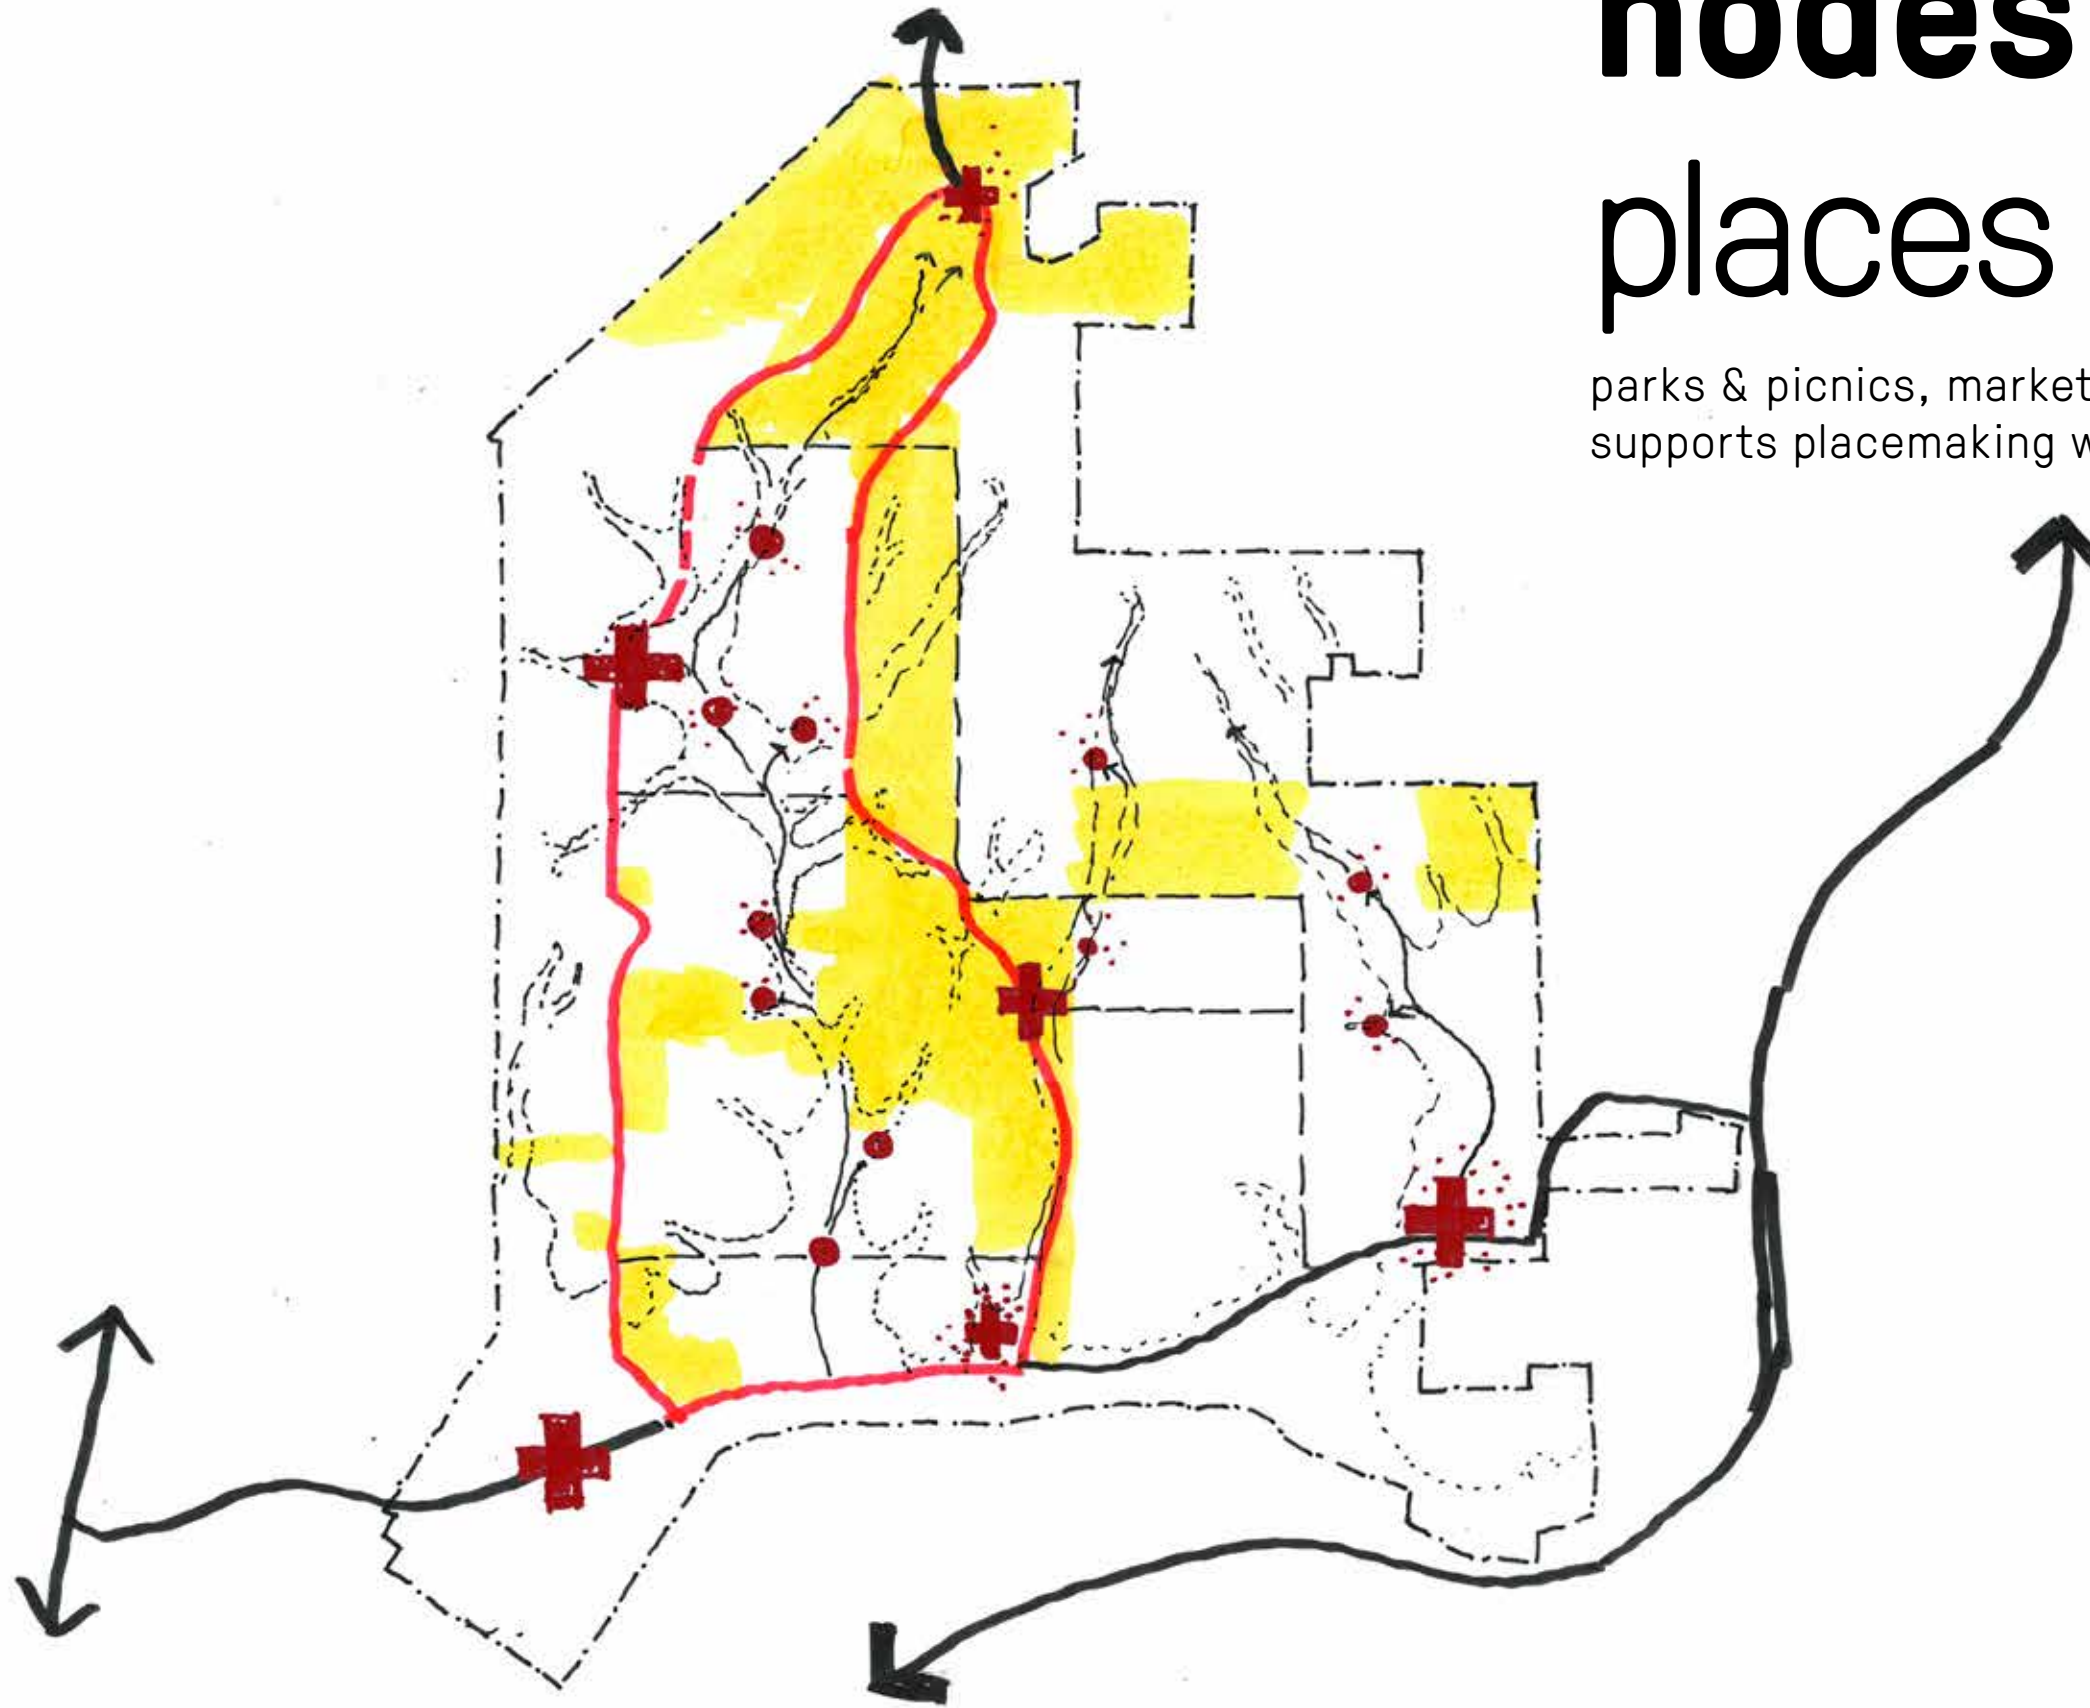 nodes
places
parks & picnics, market
supports placemaking w